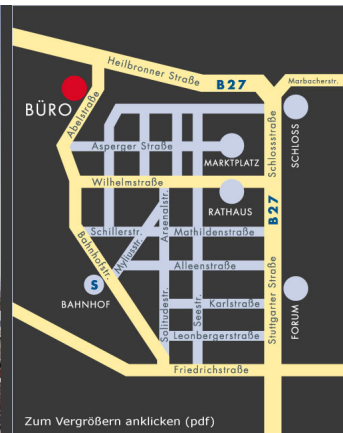 Heilbronner Straße
B27
Marbacherstr.
BÜRO
Abelstraße
Schlossstraße
SCHLOSS
Asperger Straße
MARKTPLATZ
Wilhelmstraße
RATHAUS
Arsenalstr.
B27
Schillerstr.
Mathildenstraße
Bahnhofstr.
Myliusstr.
Alleenstraße
S
BAHNHOF
Solitudestr.
Seestr.
Karlstraße
Stuttgarter Straße
FORUM
Leonbergerstraße
Friedrichstraße
Zum Vergrößern anklicken (pdf)